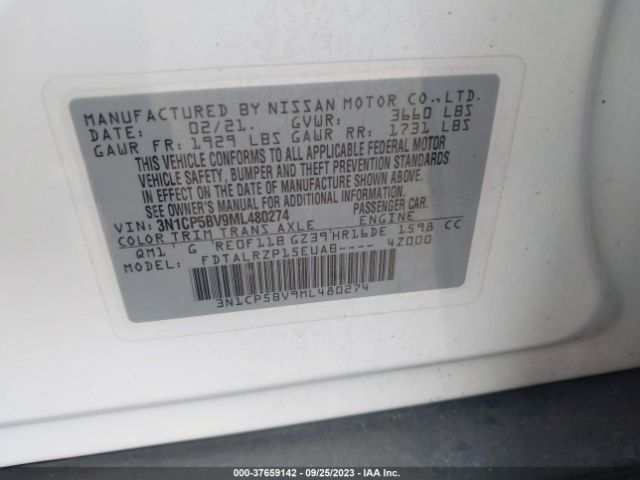 MANUFACTURED BY NISSAN MOTOR CO.,LTD.
DATE: 02/21. GVWR: 3660 LBS
GAWR FR: 1929 LBS GAWR RR: 1731 LBS
THIS VEHICLE CONFORMS TO ALL APPLICABLE FEDERAL MOTOR
VEHICLE SAFETY, BUMPER AND THEFT PREVENTION STANDARDS
IN EFFECT ON THE DATE OF MANUFACTURE SHOWN ABOVE.
SEE OWNER'S MANUAL FOR ADDITIONAL INFORMATION.
VIN: 3N1CP5BV9ML480274 PASSENGER CAR.
COLOR TRIM TRANS AXLE ENGINE
QM1 G RE0F11B GZ39 HR16DE 1598 CC
MODEL: FDTALRZP15EUAB---- 4Z000
3N1CP5BV9ML480274
000-37659142 - 09/25/2023 - IAA Inc.